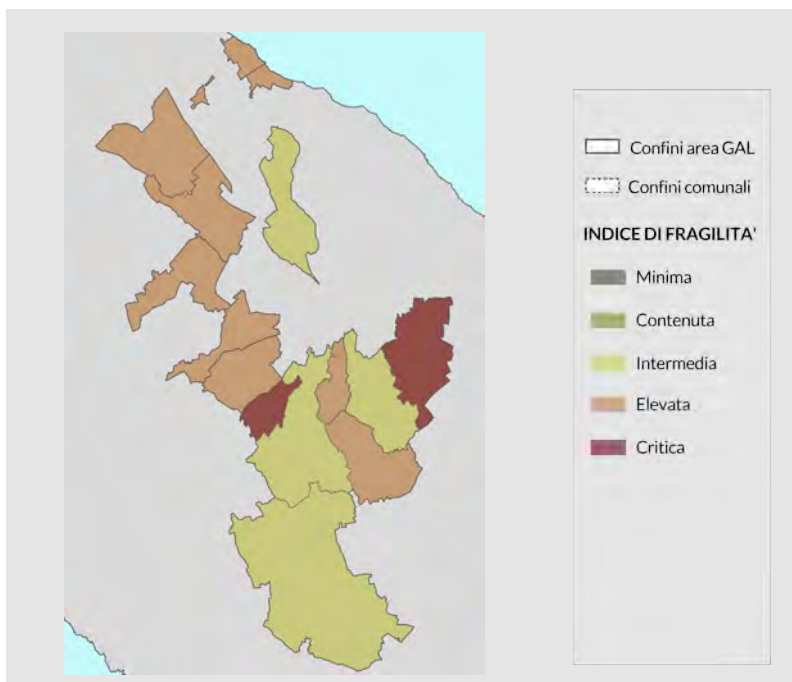 Confini area GAL
Confini comunali
INDICE DI FRAGILITA'
Minima
Contenuta
Intermedia
Elevata
Critica